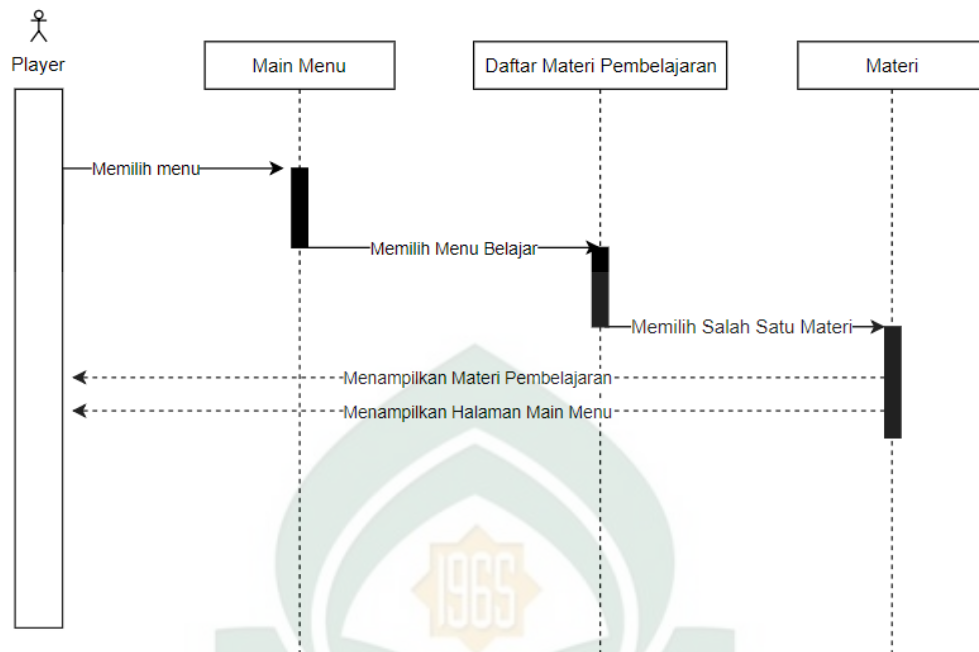 Player
Main Menu
Daftar Materi Pembelajaran
Materi
Memilih menu
Memilih Menu Belajar
Memilih Salah Satu Materi
Menampilkan Materi Pembelajaran
Menampilkan Halaman Main Menu
1965